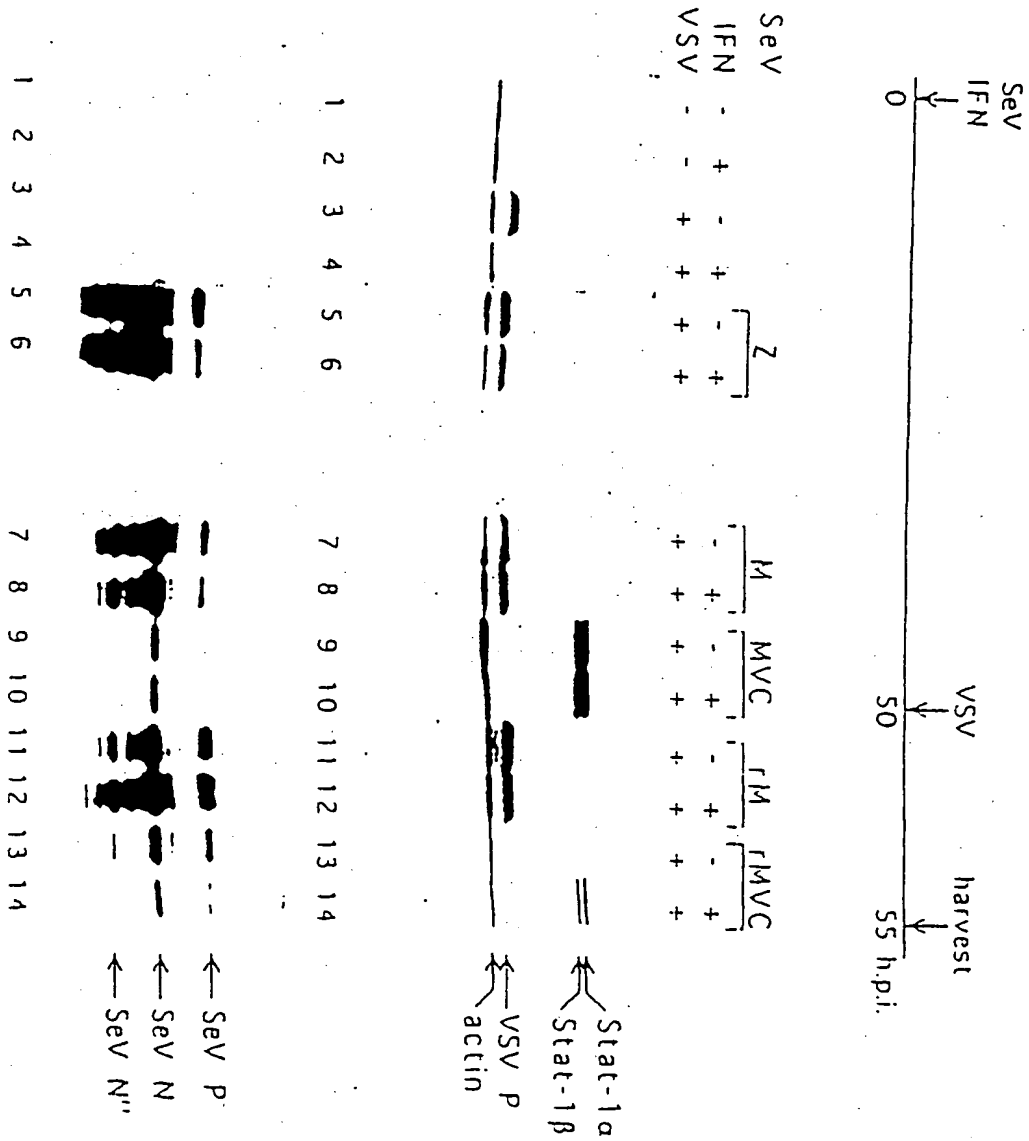 SeV
IFN VSV harvest
0 50 55 h.p.i.
SeV Z M MVC rM rMVC
IFN - + - + - + - + - + - + - +
VSV - - + + + + + + + + + + + +
Stat-1α
Stat-1β
VSV P
actin
1 2 3 4 5 6 7 8 9 10 11 12 13 14
SeV P
SeV N
SeV N"
1 2 3 4 5 6 7 8 9 10 11 12 13 14